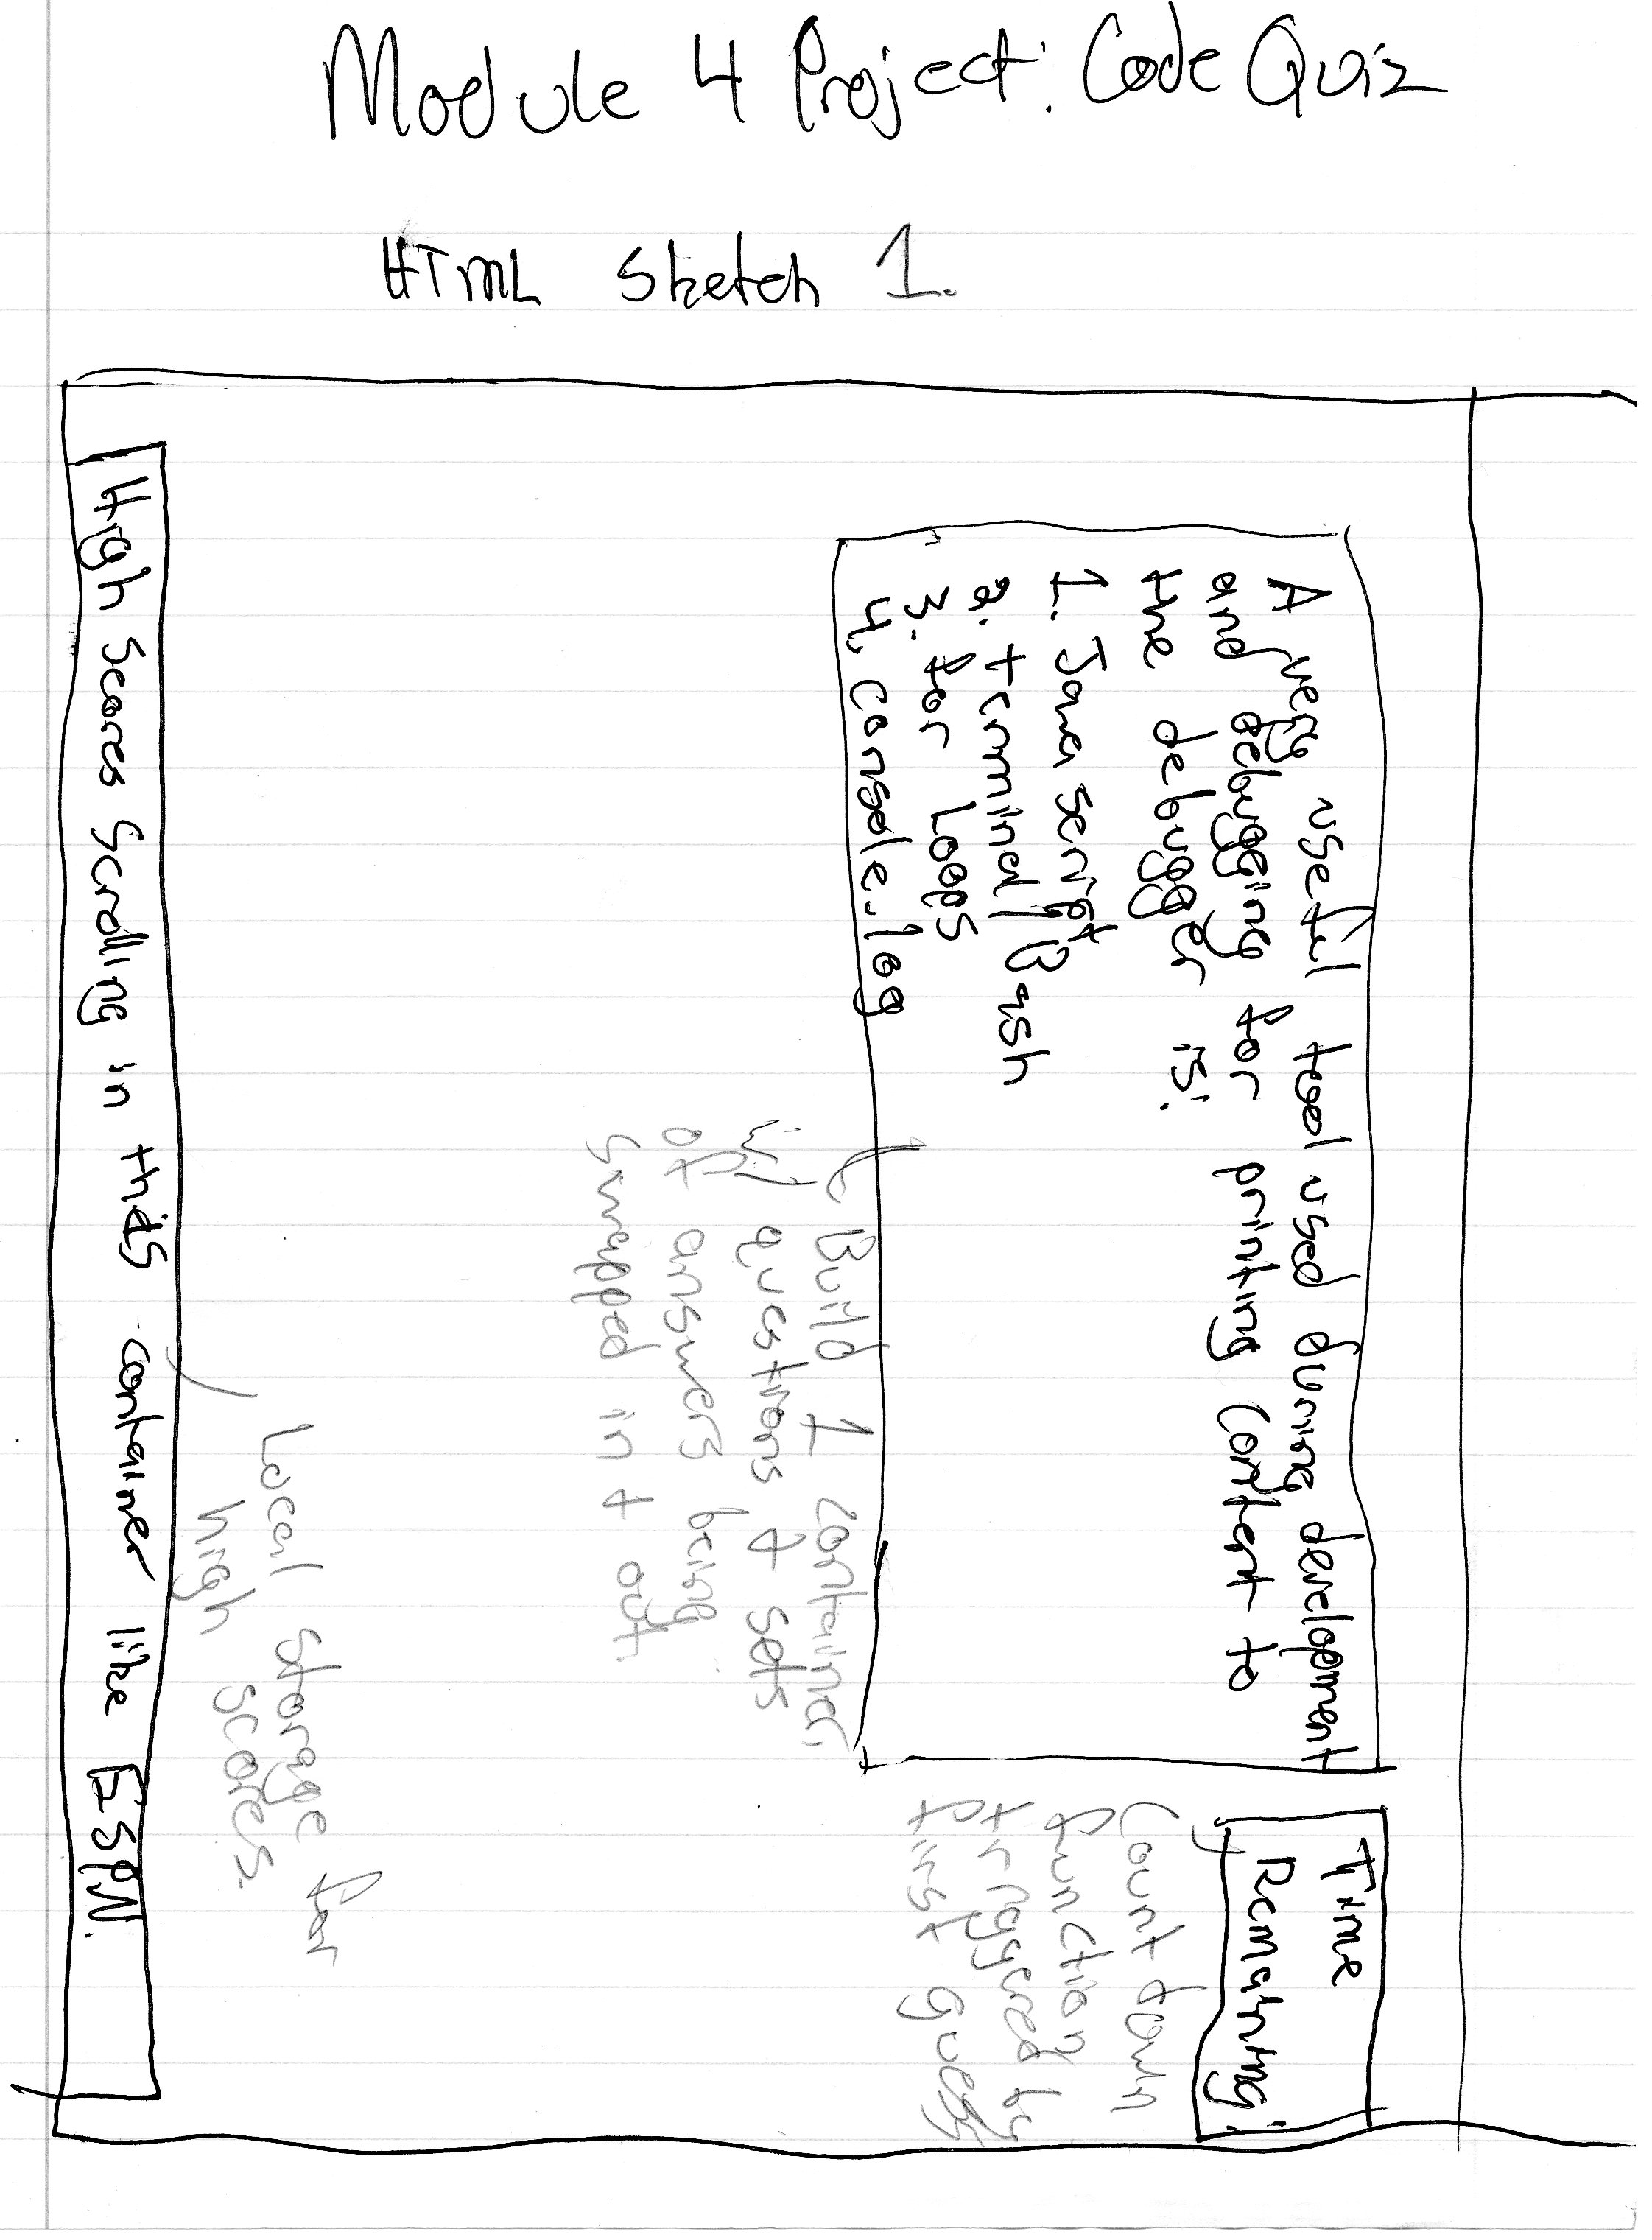 Module 4 Project: Code Quiz
HTML Sketch 1.
A very useful tool used during development
and debugging for printing content to
the debugger is:
1. Javascript
2. terminal/Bash
3. for Loops
4. console.log
Time
Remaining:
Count down
function
triggered by
first guess
Build 1 container,
w/ questions & sets
of answers being
swapped in & out.
Local Storage for
high scores.
High Scores Scrolling in this container like ESPN.